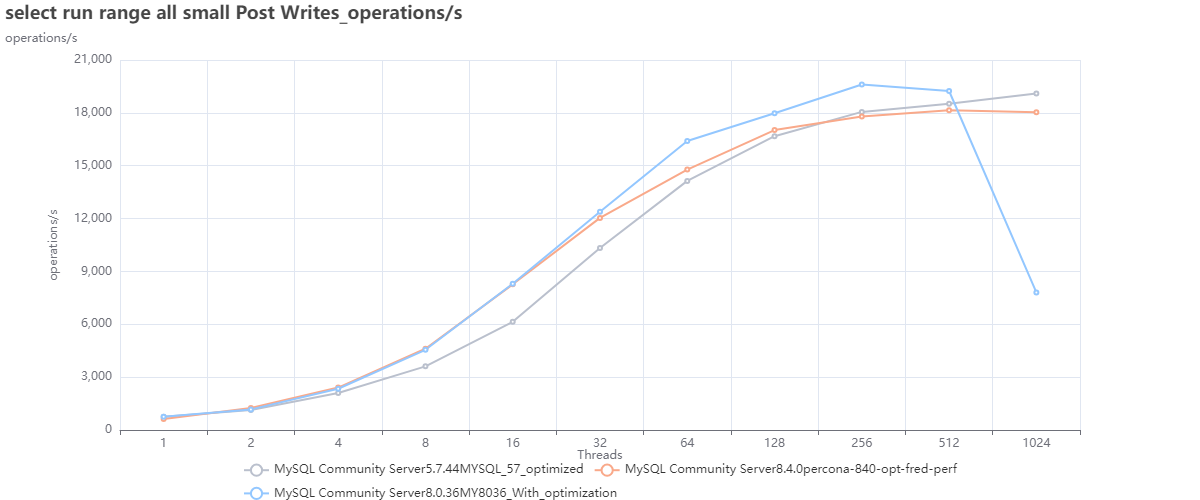 select run range all small Post Writes_operations/s
operations/s
21,000
18,000
15,000
12,000
9,000
6,000
3,000
0
operations/s
1 2 4 8 16 32 64 128 256 512 1024
Threads
MySQL Community Server5.7.44MYSQL_57_optimized MySQL Community Server8.4.0percona-840-opt-fred-perf
MySQL Community Server8.0.36MY8036_With_optimization